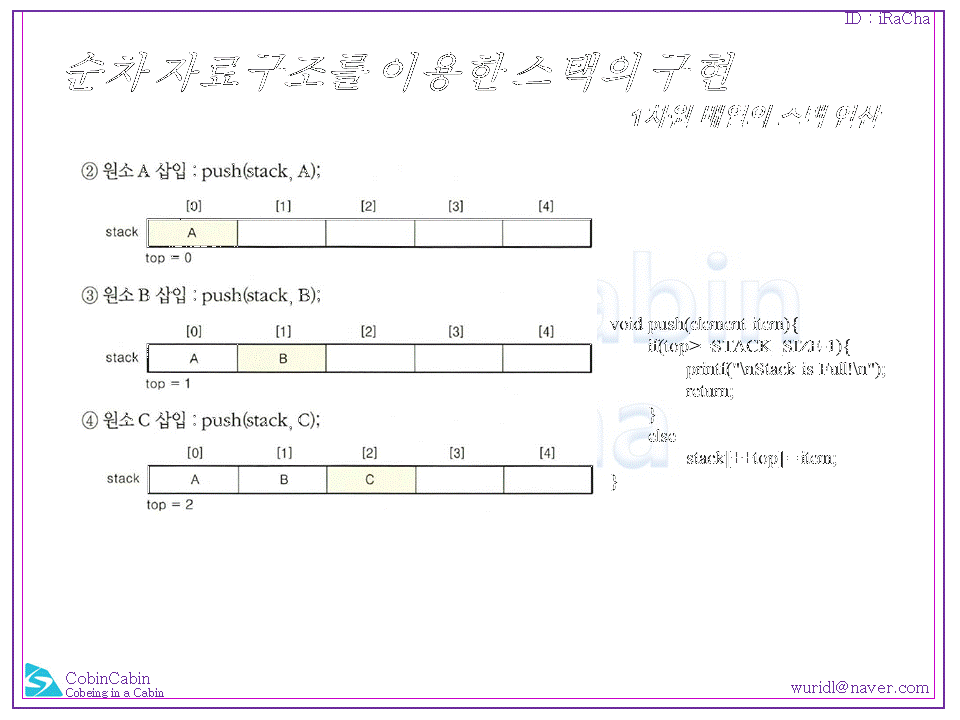 ID : iRaCha
순차 자료구조를 이용한 스택의 구현
1차원 배열의 스택 연산
② 원소 A 삽입 : push(stack, A);
[0] [1] [2] [3] [4]
stack A
top = 0
③ 원소 B 삽입 : push(stack, B);
[0] [1] [2] [3] [4]
stack A B
top = 1
④ 원소 C 삽입 : push(stack, C);
[0] [1] [2] [3] [4]
stack A B C
top = 2
void push(element item){
if(top>=STACK_SIZE-1){
printf("\nStack is Full!\n");
return;
}
else
stack[++top]=item;
}
CobinCabin
Cobeing in a Cabin
wuridl@naver.com